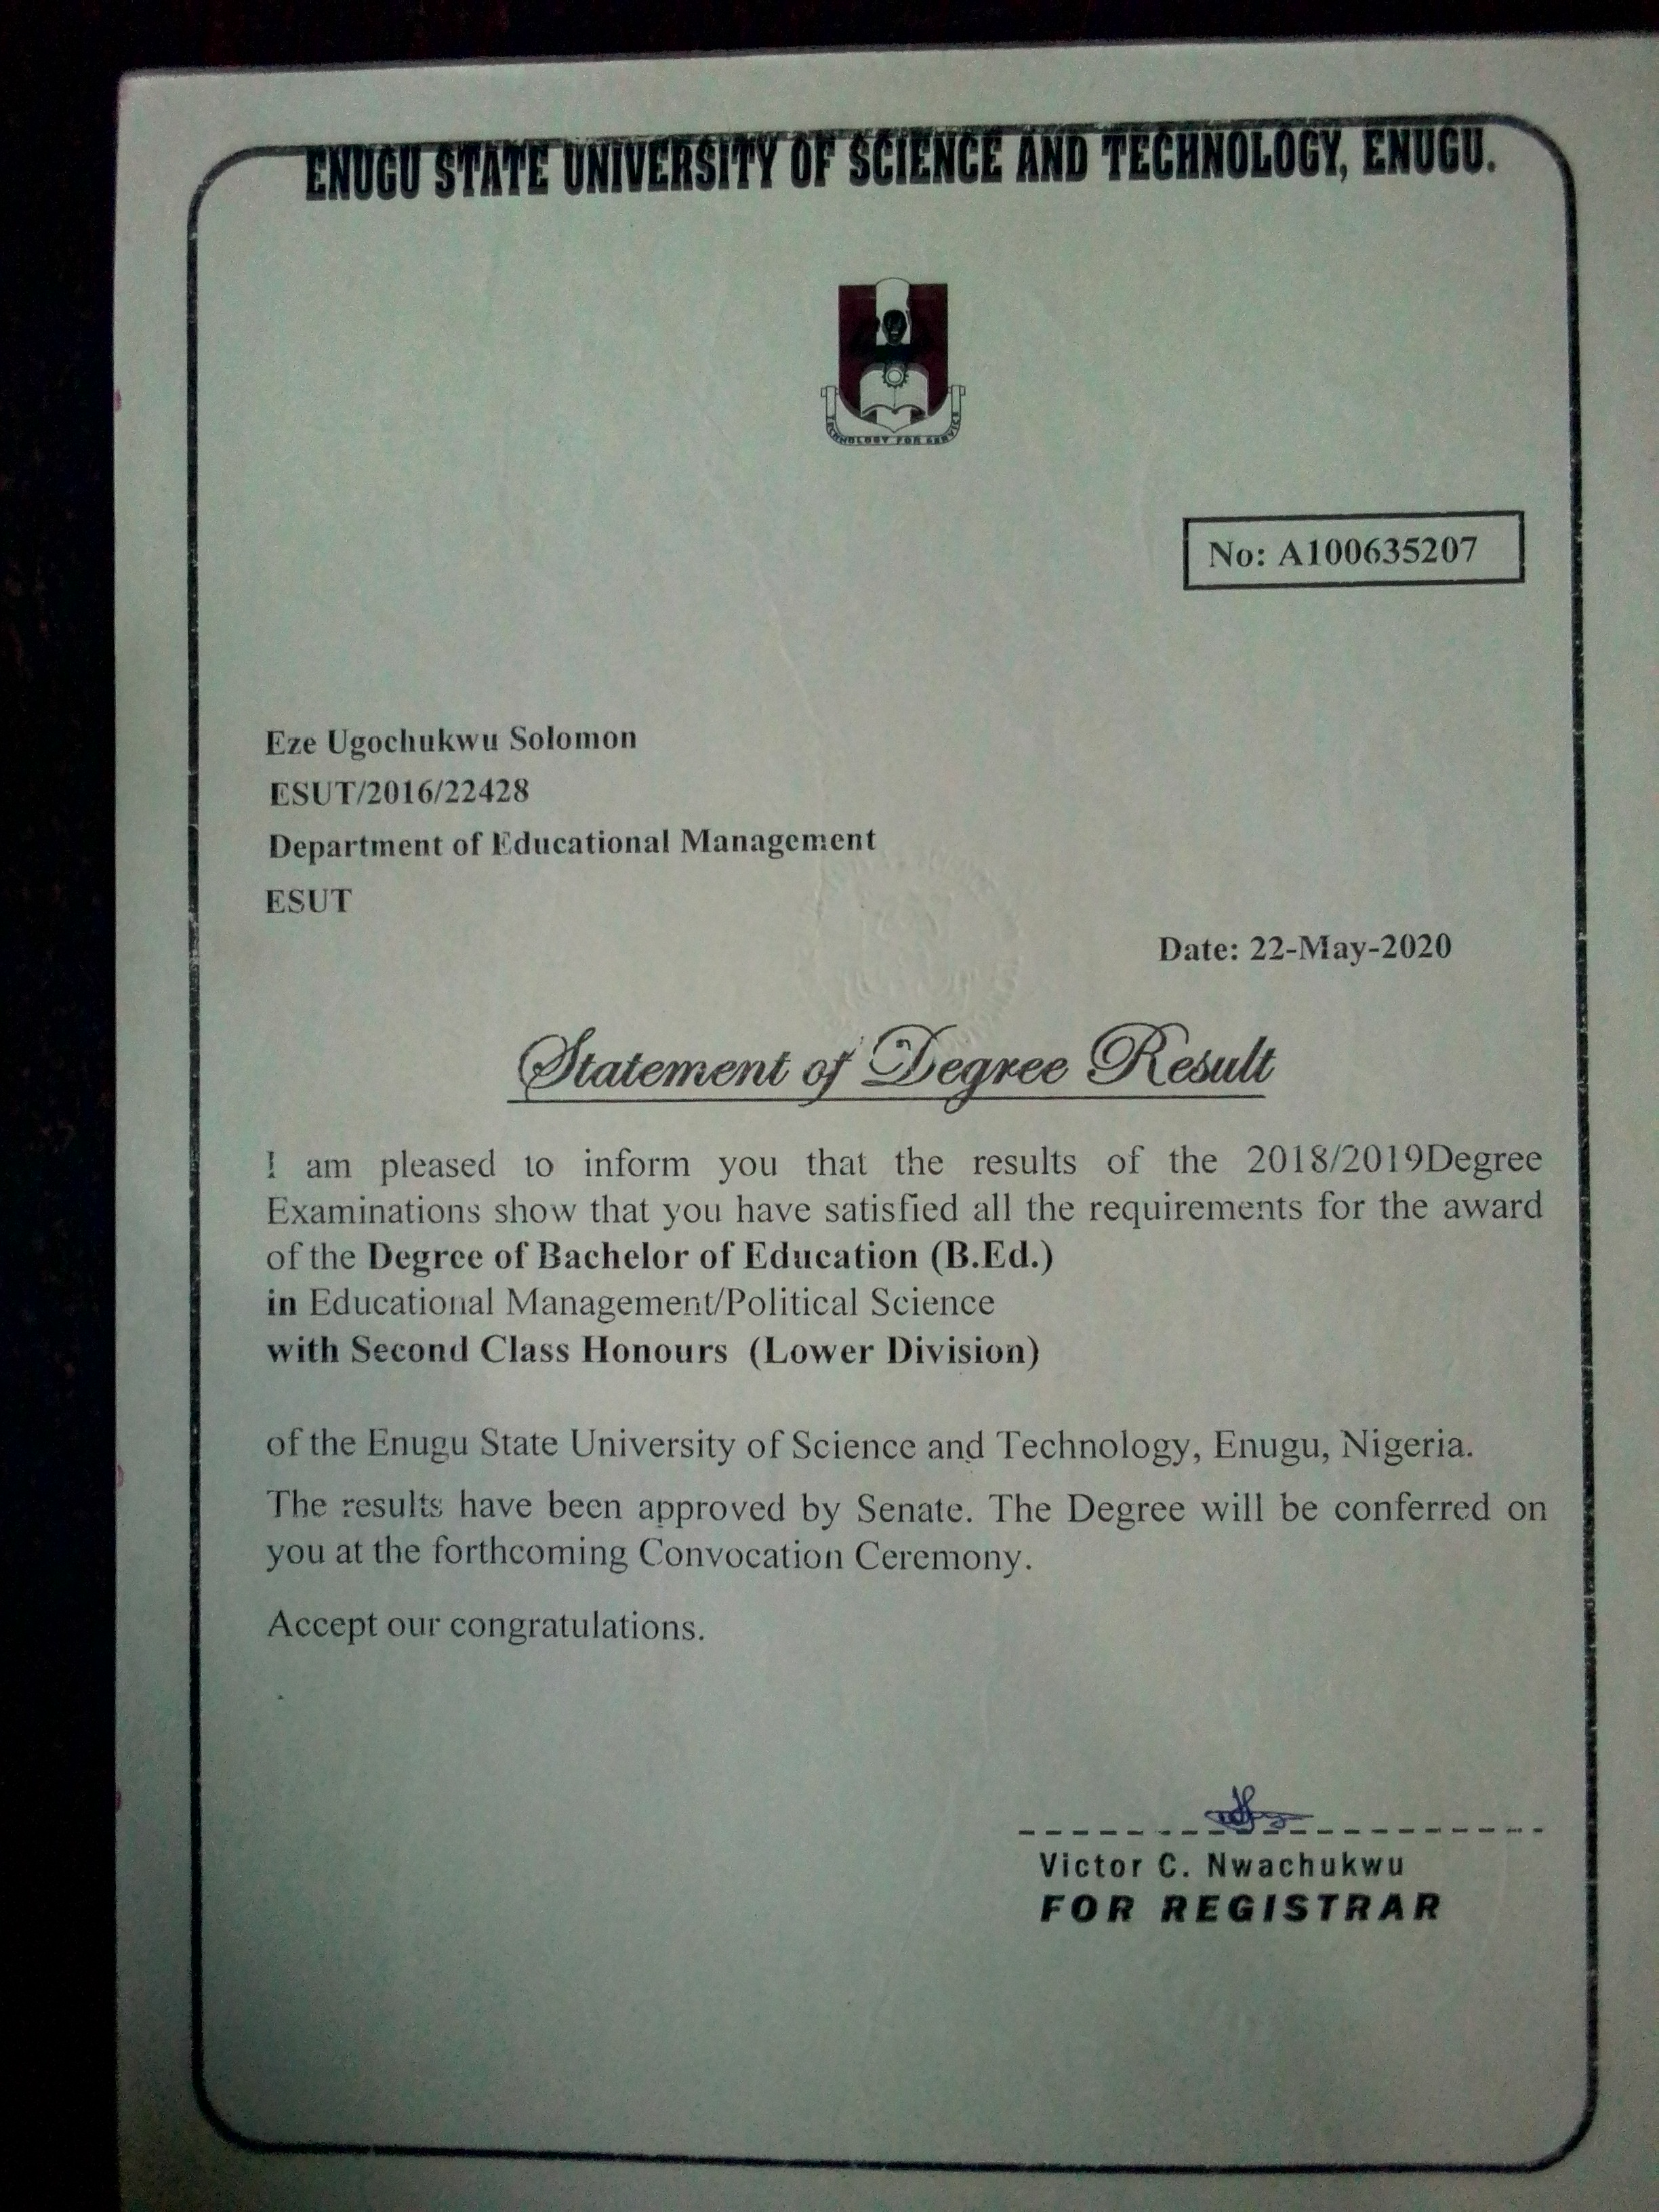 ENUGU STATE UNIVERSITY OF SCIENCE AND TECHNOLOGY, ENUGU.
TECHNOLOGY FOR SERVICE
No: A100635207
Eze Ugochukwu Solomon
ESUT/2016/22428
Department of Educational Management
ESUT
Date: 22-May-2020
Statement of Degree Result
I am pleased to inform you that the results of the 2018/2019Degree
Examinations show that you have satisfied all the requirements for the award
of the Degree of Bachelor of Education (B.Ed.)
in Educational Management/Political Science
with Second Class Honours (Lower Division)
of the Enugu State University of Science and Technology, Enugu, Nigeria.
The results have been approved by Senate. The Degree will be conferred on
you at the forthcoming Convocation Ceremony.
Accept our congratulations.
Victor C. Nwachukwu
FOR REGISTRAR